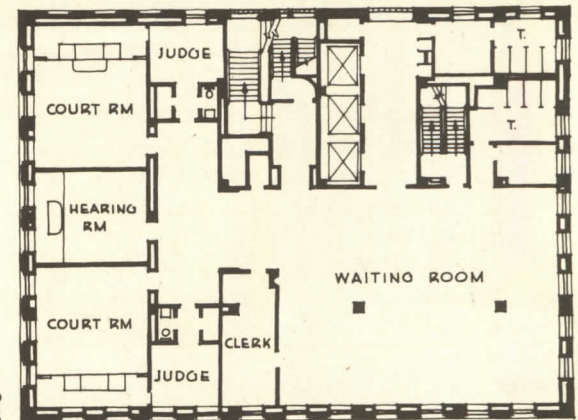 JUDGE
T.
COURT RM
T.
HEARING
RM
WAITING ROOM
COURT RM
CLERK
JUDGE